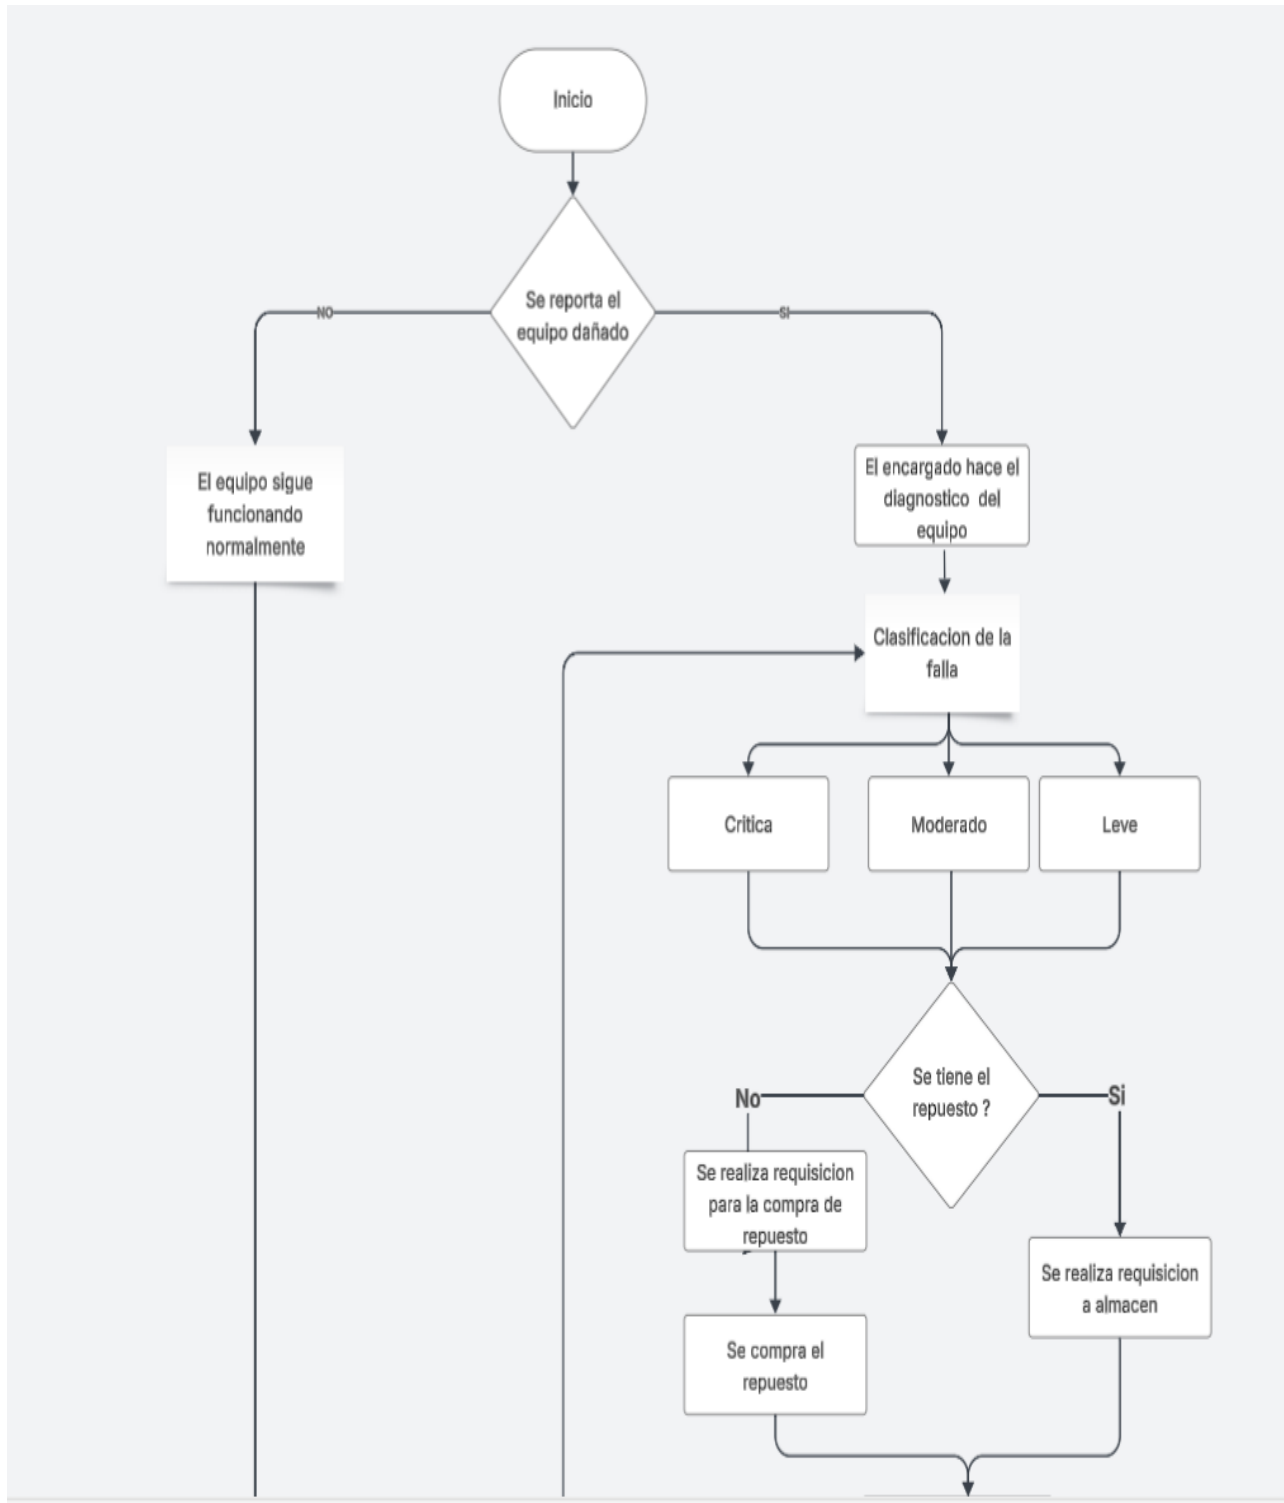 Inicio
Se reporta el
equipo dañado
NO
SI
El equipo sigue
funcionando
normalmente
El encargado hace el
diagnostico del
equipo
Clasificacion de la
falla
Critica
Moderado
Leve
Se tiene el
repuesto ?
No
Si
Se realiza requisicion
para la compra de
repuesto
Se realiza requisicion
a almacen
Se compra el
repuesto